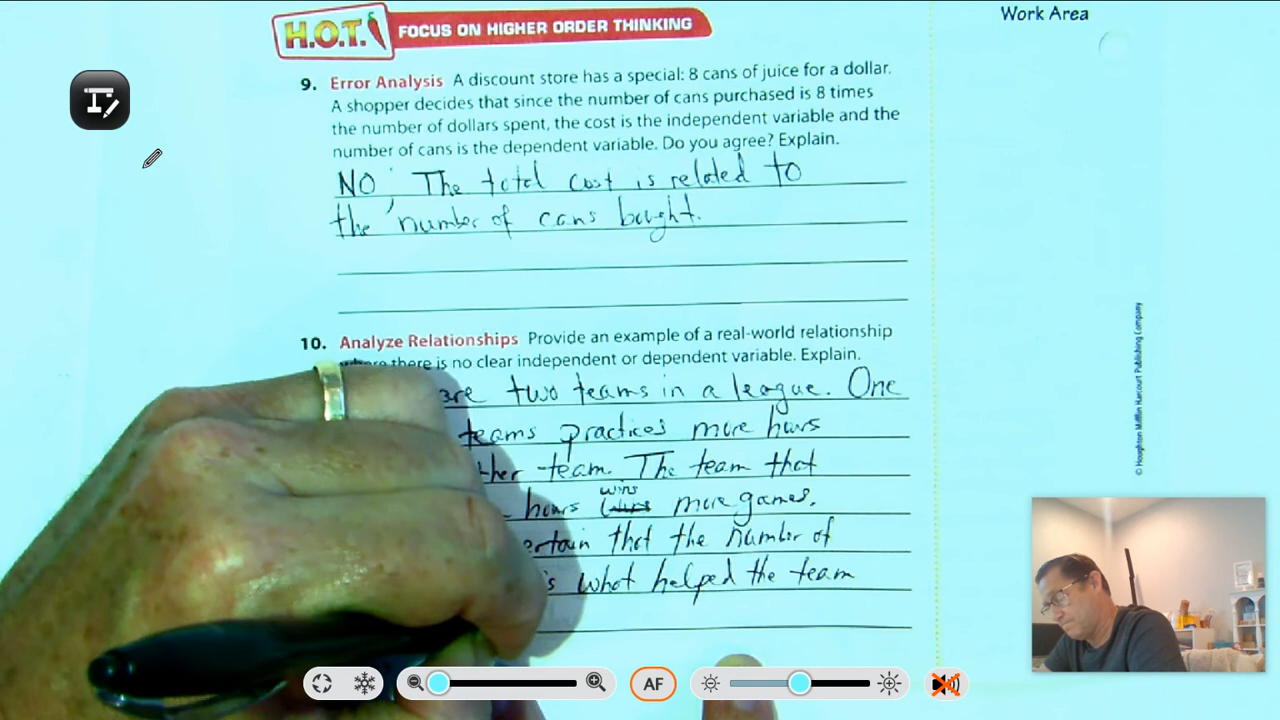 Work Area
H.O.T. FOCUS ON HIGHER ORDER THINKING
9. Error Analysis A discount store has a special: 8 cans of juice for a dollar.
A shopper decides that since the number of cans purchased is 8 times
the number of dollars spent, the cost is the independent variable and the
number of cans is the dependent variable. Do you agree? Explain.
NO, The total cost is related to
the number of cans bought.
10. Analyze Relationships Provide an example of a real-world relationship
there is no clear independent or dependent variable. Explain.
are two teams in a league. One
teams practices more hours
team. The team that
hours wins more games.
that the number of
what helped the team
© Houghton Mifflin Harcourt Publishing Company
AF